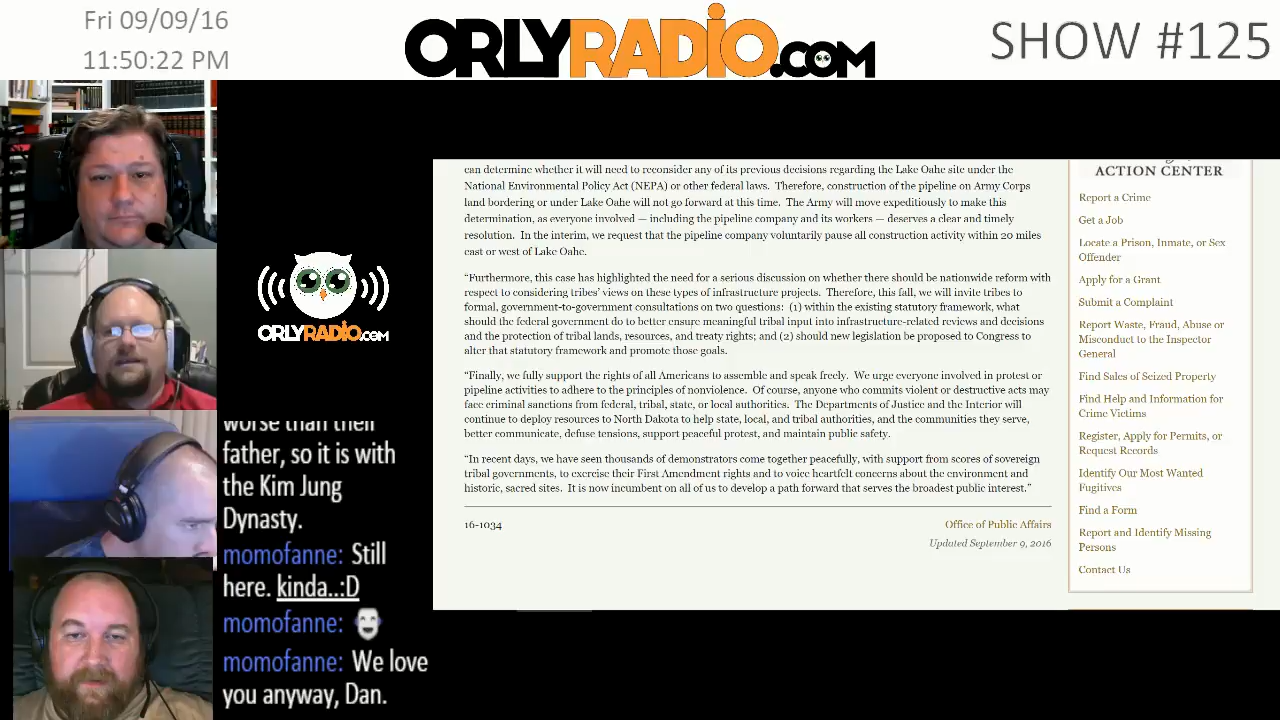 Fri 09/09/16
11:50:22 PM
ORLYRADIO.COM
SHOW #125
ORLYRADIO.COM
worse than their
father, so it is with
the Kim Jung
Dynasty.
momofanne: Still
here. kinda..:D
momofanne:
momofanne: We love
you anyway, Dan.
can determine whether it will need to reconsider any of its previous decisions regarding the Lake Oahe site under the
National Environmental Policy Act (NEPA) or other federal laws.  Therefore, construction of the pipeline on Army Corps
land bordering or under Lake Oahe will not go forward at this time.  The Army will move expeditiously to make this
determination, as everyone involved — including the pipeline company and its workers — deserves a clear and timely
resolution.  In the interim, we request that the pipeline company voluntarily pause all construction activity within 20 miles
east or west of Lake Oahe.
“Furthermore, this case has highlighted the need for a serious discussion on whether there should be nationwide reform with
respect to considering tribes’ views on these types of infrastructure projects.  Therefore, this fall, we will invite tribes to
formal, government-to-government consultations on two questions:  (1) within the existing statutory framework, what
should the federal government do to better ensure meaningful tribal input into infrastructure-related reviews and decisions
and the protection of tribal lands, resources, and treaty rights; and (2) should new legislation be proposed to Congress to
alter that statutory framework and promote those goals.
“Finally, we fully support the rights of all Americans to assemble and speak freely.  We urge everyone involved in protest or
pipeline activities to adhere to the principles of nonviolence.  Of course, anyone who commits violent or destructive acts may
face criminal sanctions from federal, tribal, state, or local authorities.  The Departments of Justice and the Interior will
continue to deploy resources to North Dakota to help state, local, and tribal authorities, and the communities they serve,
better communicate, defuse tensions, support peaceful protest, and maintain public safety.
“In recent days, we have seen thousands of demonstrators come together peacefully, with support from scores of sovereign
tribal governments, to exercise their First Amendment rights and to voice heartfelt concerns about the environment and
historic, sacred sites.  It is now incumbent on all of us to develop a path forward that serves the broadest public interest.”
16-1034
Office of Public Affairs
Updated September 9, 2016
ACTION CENTER
Report a Crime
Get a Job
Locate a Prison, Inmate, or Sex
Offender
Apply for a Grant
Submit a Complaint
Report Waste, Fraud, Abuse or
Misconduct to the Inspector
General
Find Sales of Seized Property
Find Help and Information for
Crime Victims
Register, Apply for Permits, or
Request Records
Identify Our Most Wanted
Fugitives
Find a Form
Report and Identify Missing
Persons
Contact Us